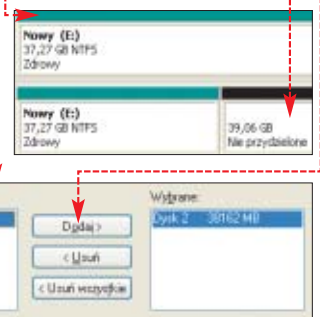 Nowy (E:)
37,27 GB NTFS
Zdrowy
Nowy (E:)
37,27 GB NTFS
Zdrowy
39,06 GB
Nie przydzielone
Wybrane:
Dodaj >
Dysk 2 38162 MB
< Usuń
< Usuń wszystkie